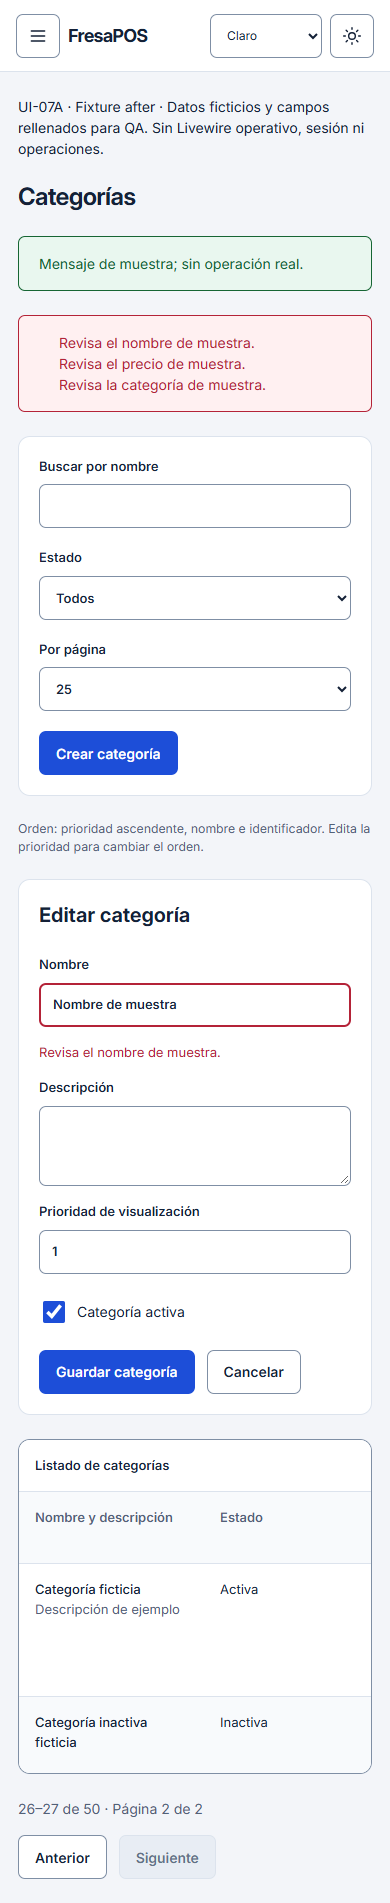 FresaPOS
Claro
UI-07A · Fixture after · Datos ficticios y campos
rellenados para QA. Sin Livewire operativo, sesión ni
operaciones.
Categorías
Mensaje de muestra; sin operación real.
Revisa el nombre de muestra.
Revisa el precio de muestra.
Revisa la categoría de muestra.
Buscar por nombre
Estado
Todos
Por página
25
Crear categoría
Orden: prioridad ascendente, nombre e identificador. Edita la
prioridad para cambiar el orden.
Editar categoría
Nombre
Nombre de muestra
Revisa el nombre de muestra.
Descripción
Prioridad de visualización
1
Categoría activa
Guardar categoría Cancelar
Listado de categorías
Nombre y descripción Estado
Categoría ficticia Activa
Descripción de ejemplo
Categoría inactiva Inactiva
ficticia
26–27 de 50 · Página 2 de 2
Anterior Siguiente